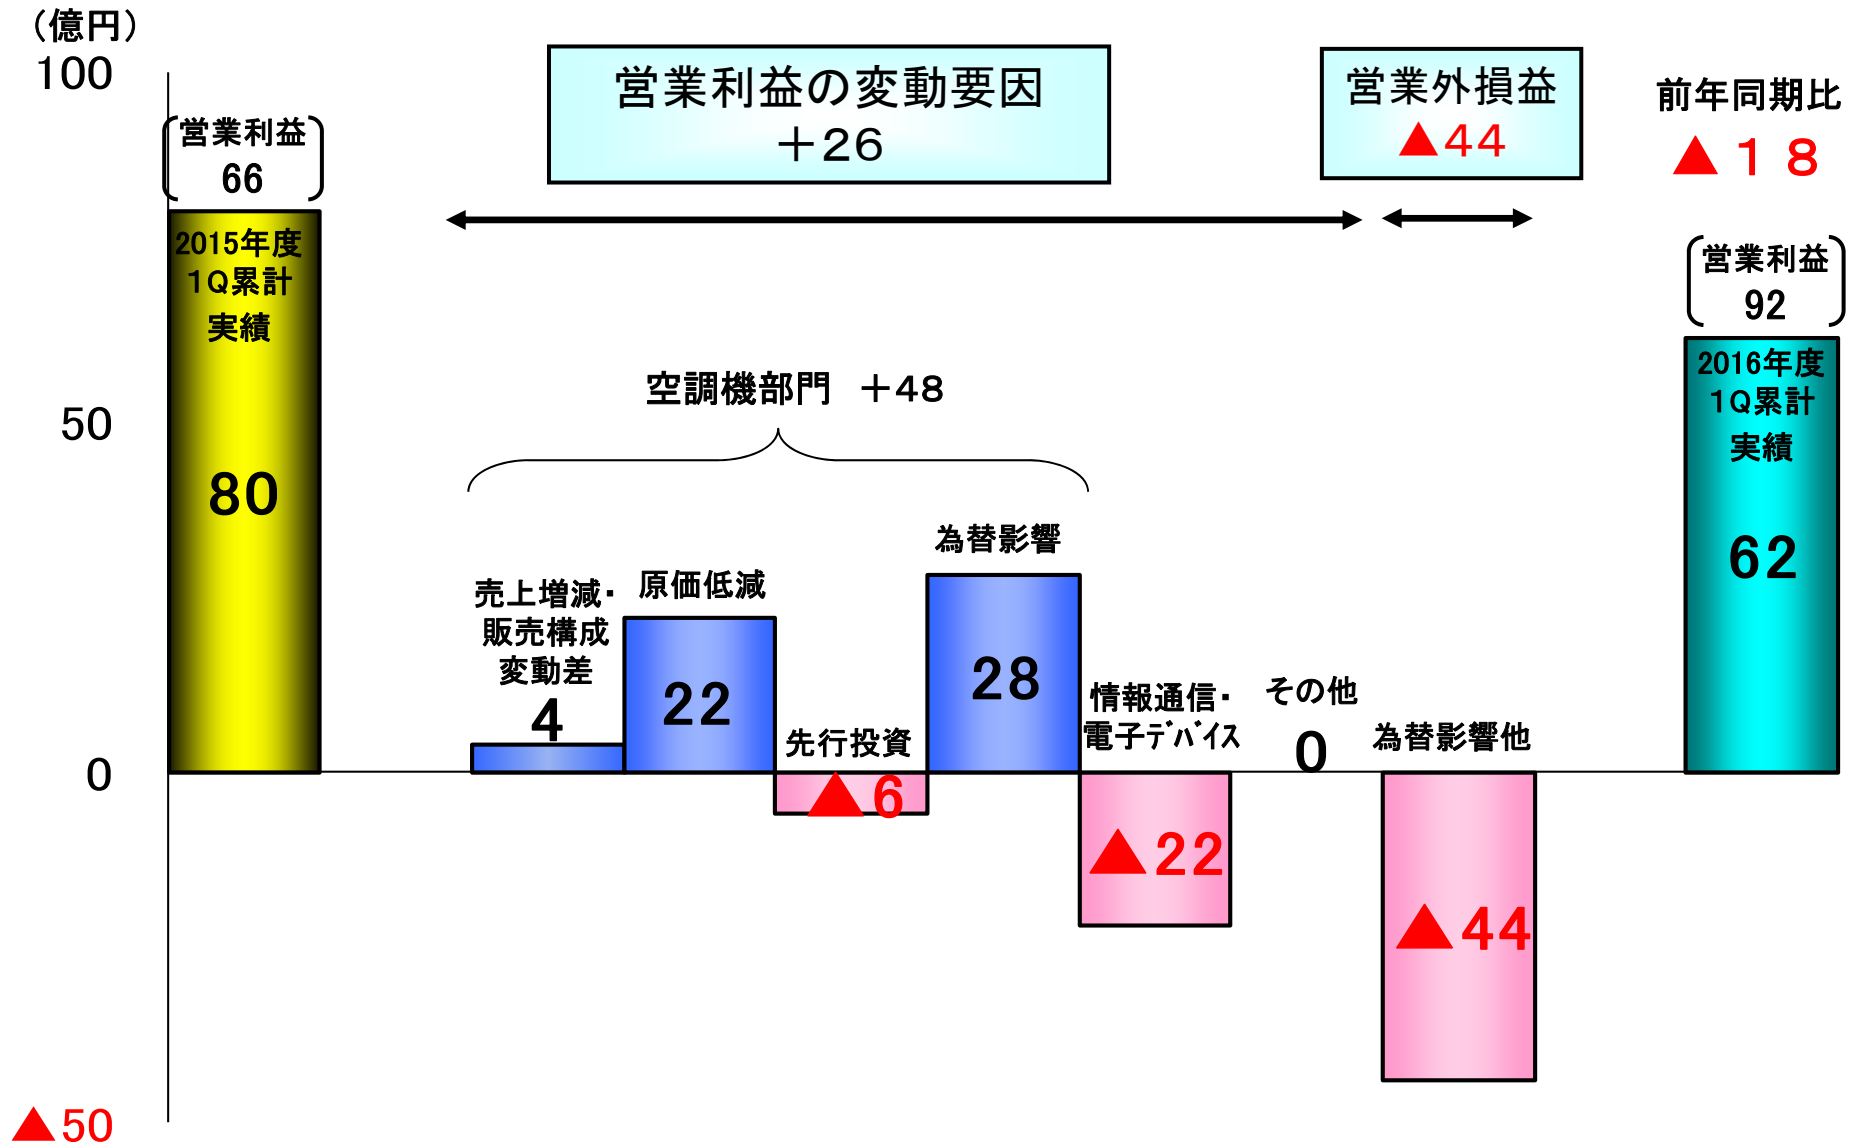 （億円）
100
50
0
▲50
営業利益
66
2015年度
1Q累計
実績
80
営業利益の変動要因
＋26
営業外損益
▲44
前年同期比
▲１８
空調機部門　＋48
売上増減・
販売構成
変動差
4
原価低減
22
先行投資
▲6
為替影響
28
情報通信・
電子ﾃﾞﾊﾞｲｽ
▲22
その他
0
為替影響他
▲44
営業利益
92
2016年度
1Q累計
実績
62